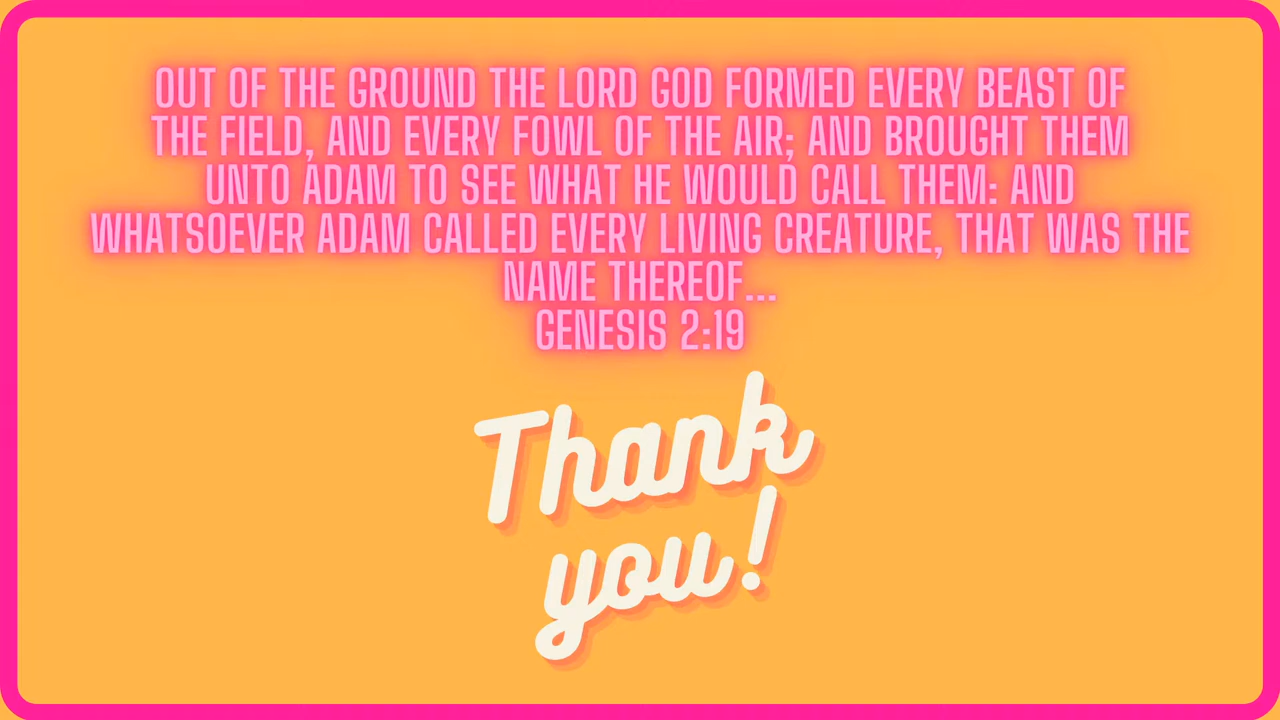 OUT OF THE GROUND THE LORD GOD FORMED EVERY BEAST OF
THE FIELD, AND EVERY FOWL OF THE AIR; AND BROUGHT THEM
UNTO ADAM TO SEE WHAT HE WOULD CALL THEM: AND
WHATSOEVER ADAM CALLED EVERY LIVING CREATURE, THAT WAS THE
NAME THEREOF...
GENESIS 2:19
Thank
you!